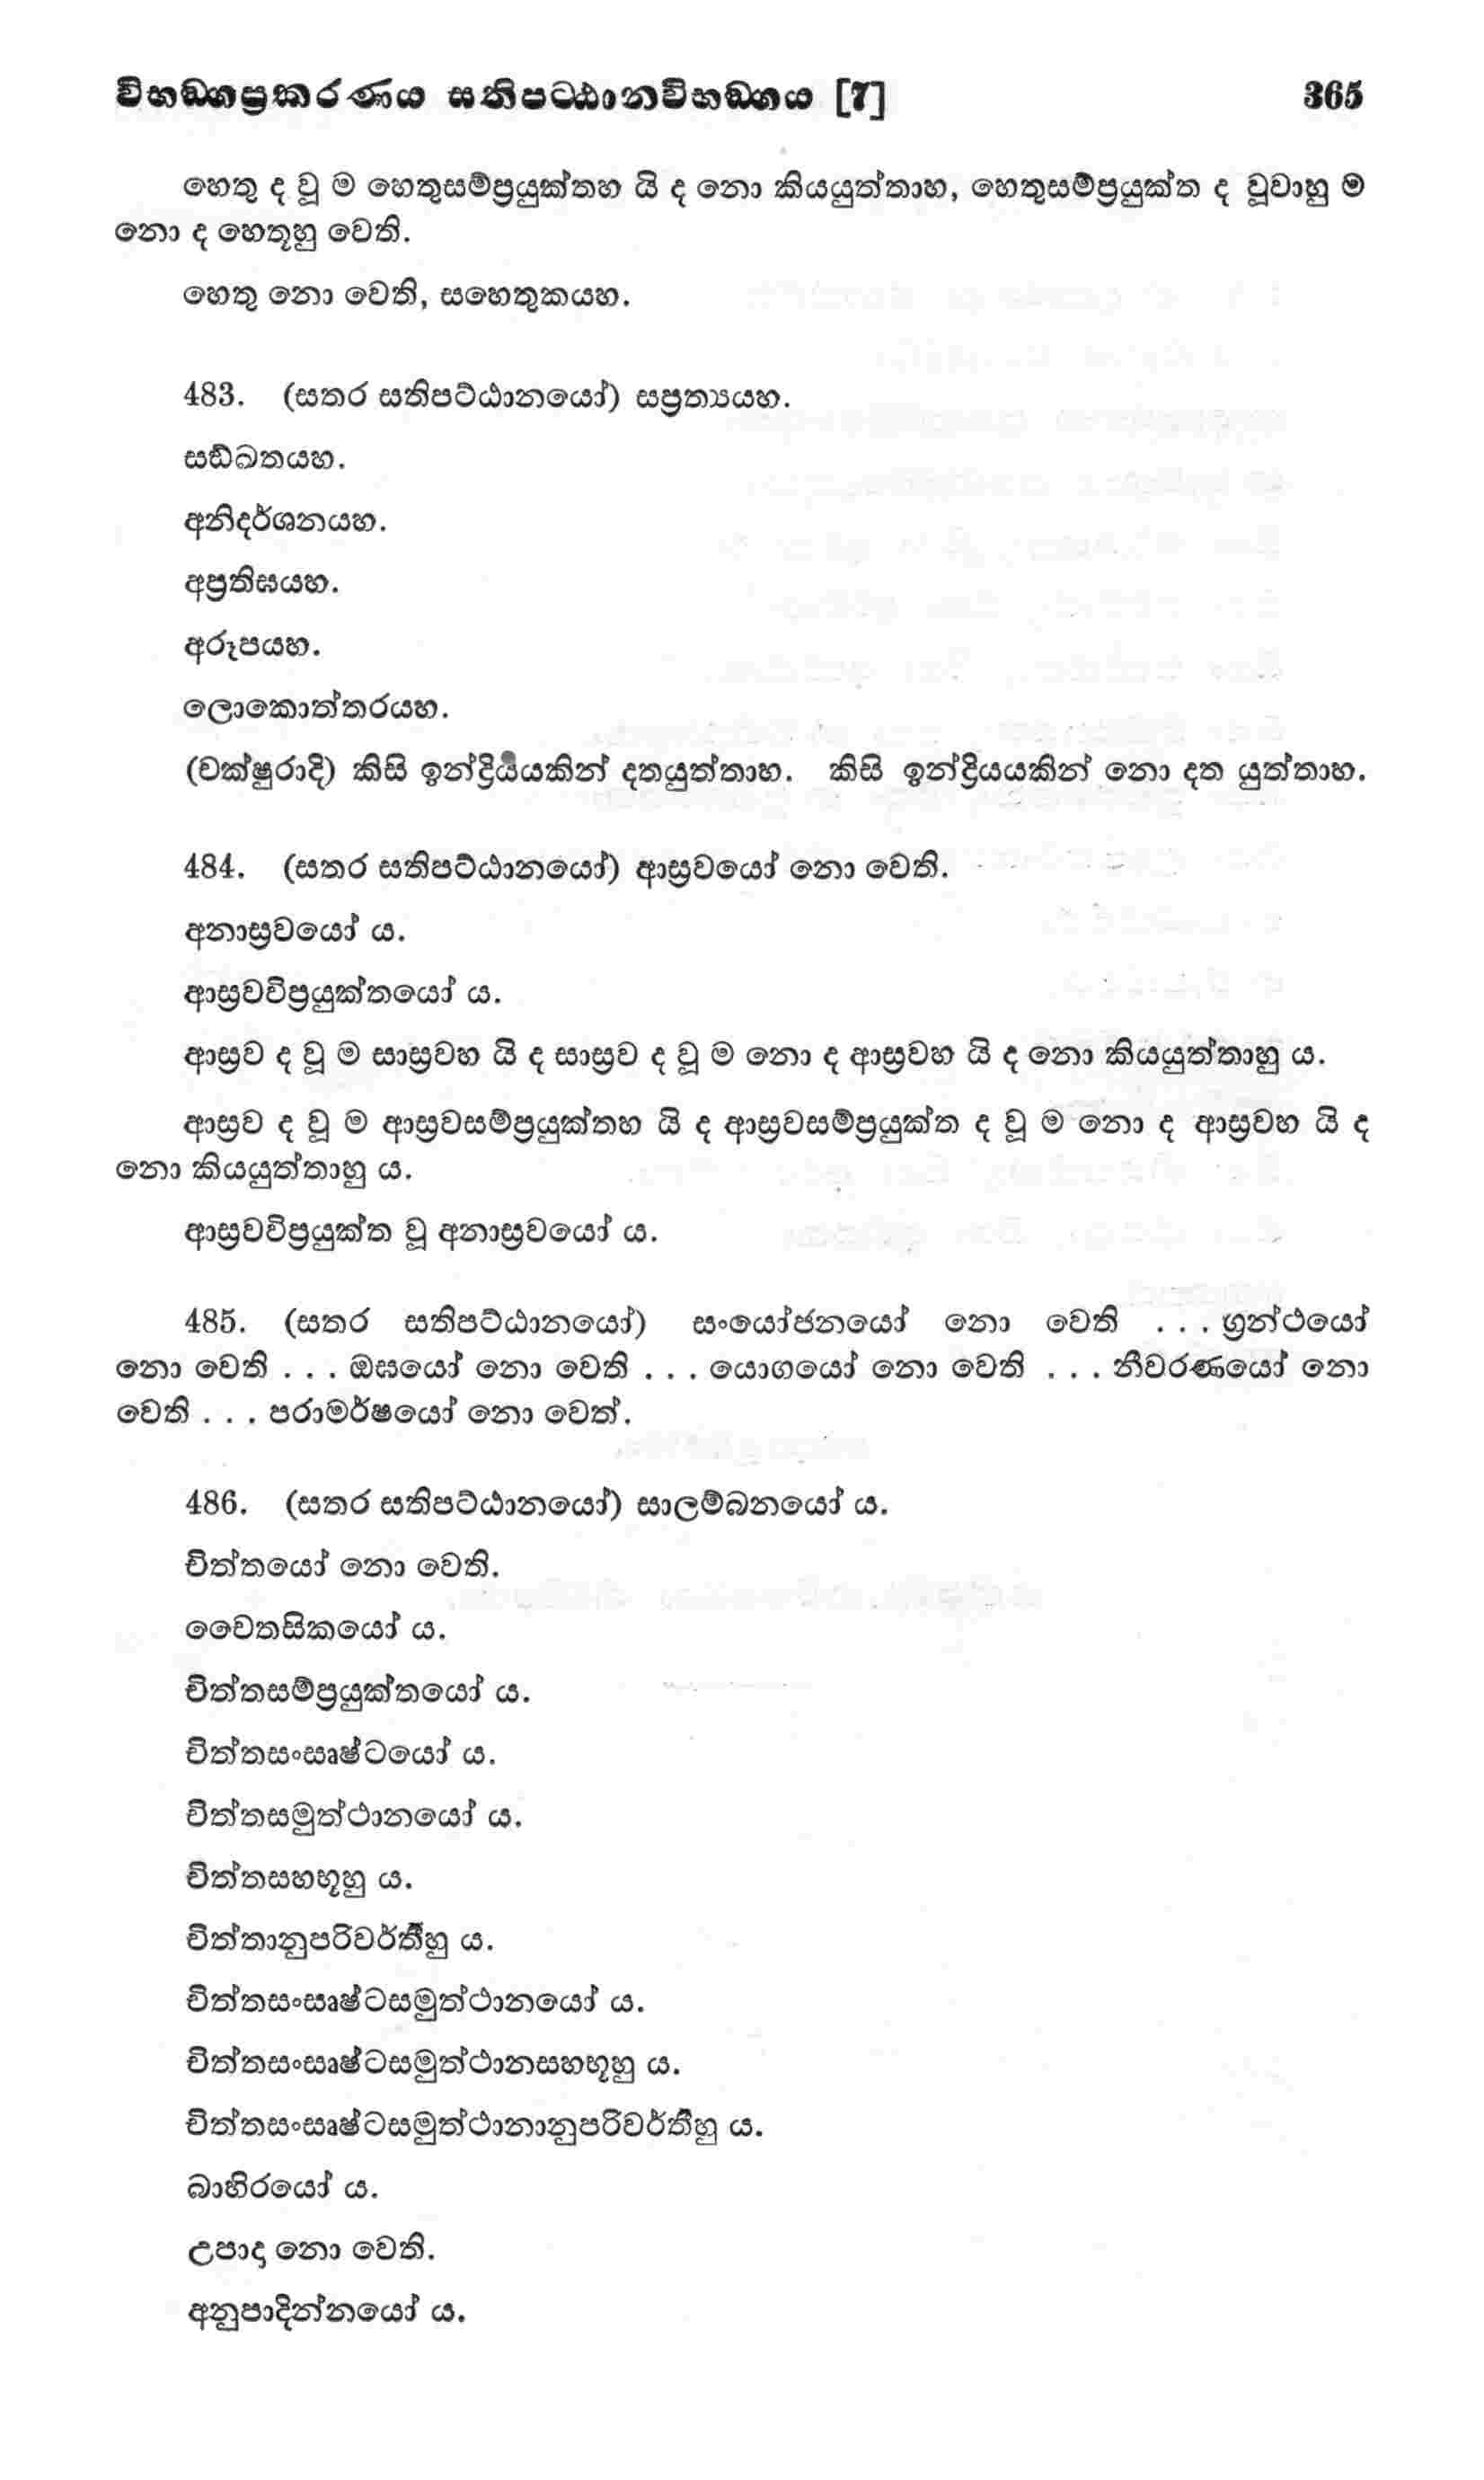 විභඞ්ගප්‍රකරණය සතිපට්ඨානවිභඞ්ගය [7] 365
හෙතු ද වූ ම හෙතුසම්ප්‍රයුක්තහ යි ද නො කියයුත්තාහ, හෙතුසම්ප්‍රයුක්ත ද වූවාහු ම
නො ද හෙතූහු වෙති.
හෙතු නො වෙති, සහෙතුකයහ.
483. (සතර සතිපට්ඨානයෝ) සප්‍රත්‍යයහ.
සඞ්ඛතයහ.
අනිදර්ශනයහ.
අප්‍රතිඝයහ.
අරූපයහ.
ලොකොත්තරයහ.
(චක්ෂුරාදි) කිසි ඉන්ද්‍රියයකින් දතයුත්තාහ. කිසි ඉන්ද්‍රියයකින් නො දත යුත්තාහ.
484. (සතර සතිපට්ඨානයෝ) ආස්‍රවයෝ නො වෙති.
අනාස්‍රවයෝ ය.
ආස්‍රවවිප්‍රයුක්තයෝ ය.
ආස්‍රව ද වූ ම සාස්‍රවහ යි ද සාස්‍රව ද වූ ම නො ද ආස්‍රවහ යි ද නො කියයුත්තාහු ය.
ආස්‍රව ද වූ ම ආස්‍රවසම්ප්‍රයුක්තහ යි ද ආස්‍රවසම්ප්‍රයුක්ත ද වූ ම නො ද ආස්‍රවහ යි ද
නො කියයුත්තාහු ය.
ආස්‍රවවිප්‍රයුක්ත වූ අනාස්‍රවයෝ ය.
485. (සතර සතිපට්ඨානයෝ) සංයෝජනයෝ නො වෙති . . . ග්‍රන්ථයෝ
නො වෙති . . . ඔඝයෝ නො වෙති . . . යොගයෝ නො වෙති . . . නීවරණයෝ නො
වෙති . . . පරාමර්ෂයෝ නො වෙත්.
486. (සතර සතිපට්ඨානයෝ) සාලම්බනයෝ ය.
චිත්තයෝ නො වෙති.
චෛතසිකයෝ ය.
චිත්තසම්ප්‍රයුක්තයෝ ය.
චිත්තසංසෘෂ්ටයෝ ය.
චිත්තසමුත්ථානයෝ ය.
චිත්තසහභූහු ය.
චිත්තානුපරිවර්තීහු ය.
චිත්තසංසෘෂ්ටසමුත්ථානයෝ ය.
චිත්තසංසෘෂ්ටසමුත්ථානසහභූහු ය.
චිත්තසංසෘෂ්ටසමුත්ථානානුපරිවර්තීහු ය.
බාහිරයෝ ය.
උපාදා නො වෙති.
අනුපාදින්නයෝ ය.